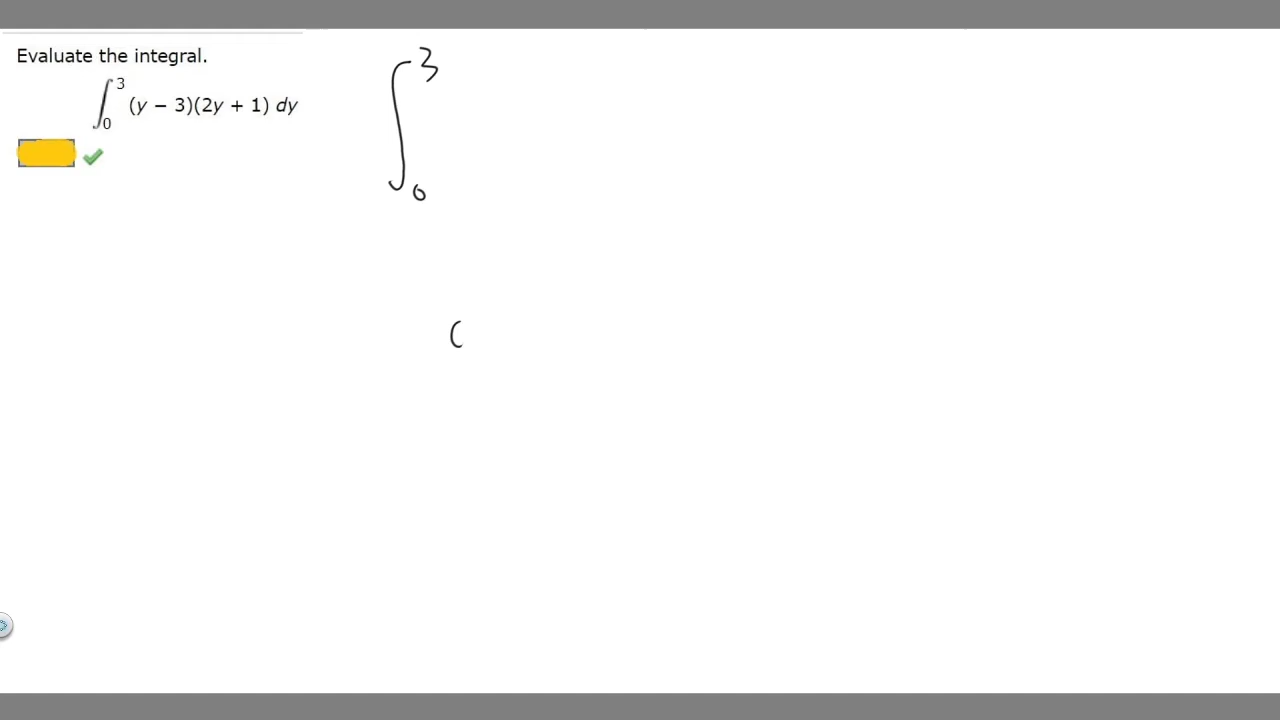 Evaluate the integral.
∫₀³ (y − 3)(2y + 1) dy
∫₀³
(